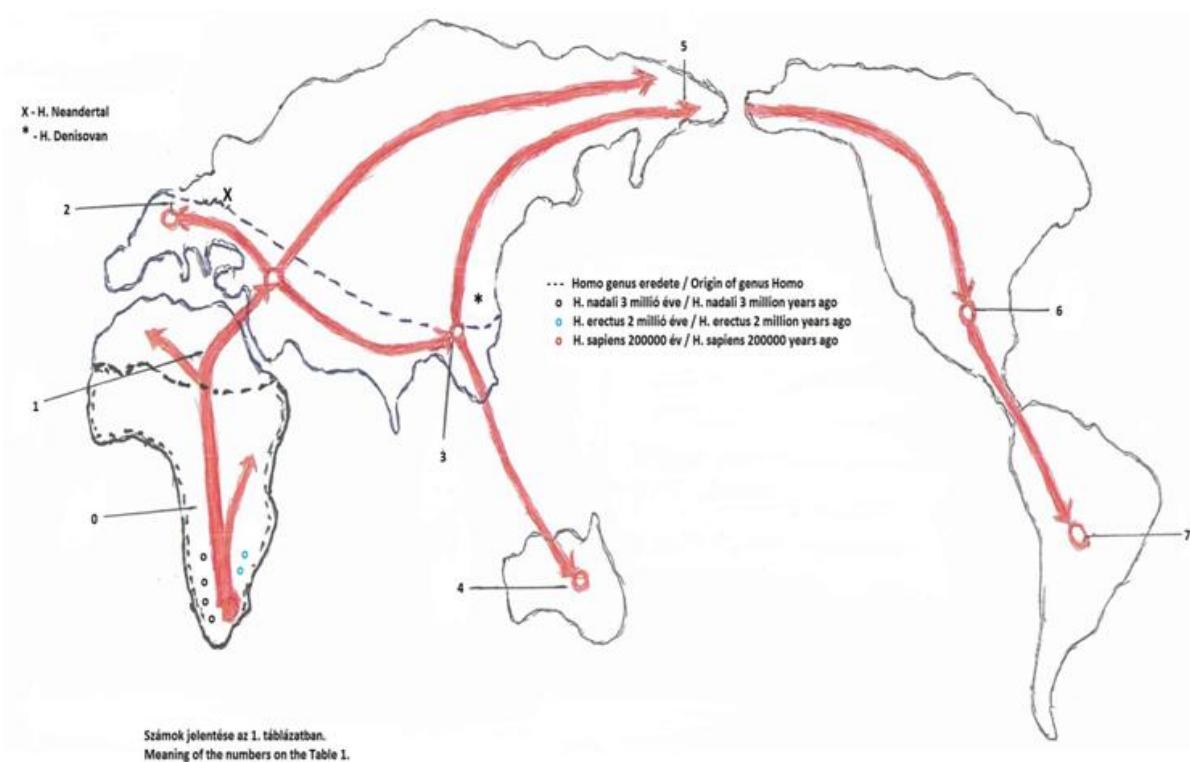 5
X - H. Neandertal
* - H. Denisovan
X
2
--- Homo genus eredete / Origin of genus Homo
* 
o H. nadali 3 millió éve / H. nadali 3 million years ago
o H. erectus 2 millió éve / H. erectus 2 million years ago
o H. sapiens 200000 év / H. sapiens 200000 years ago
6
1
3
0
7
4
Számok jelentése az 1. táblázatban.
Meaning of the numbers on the Table 1.